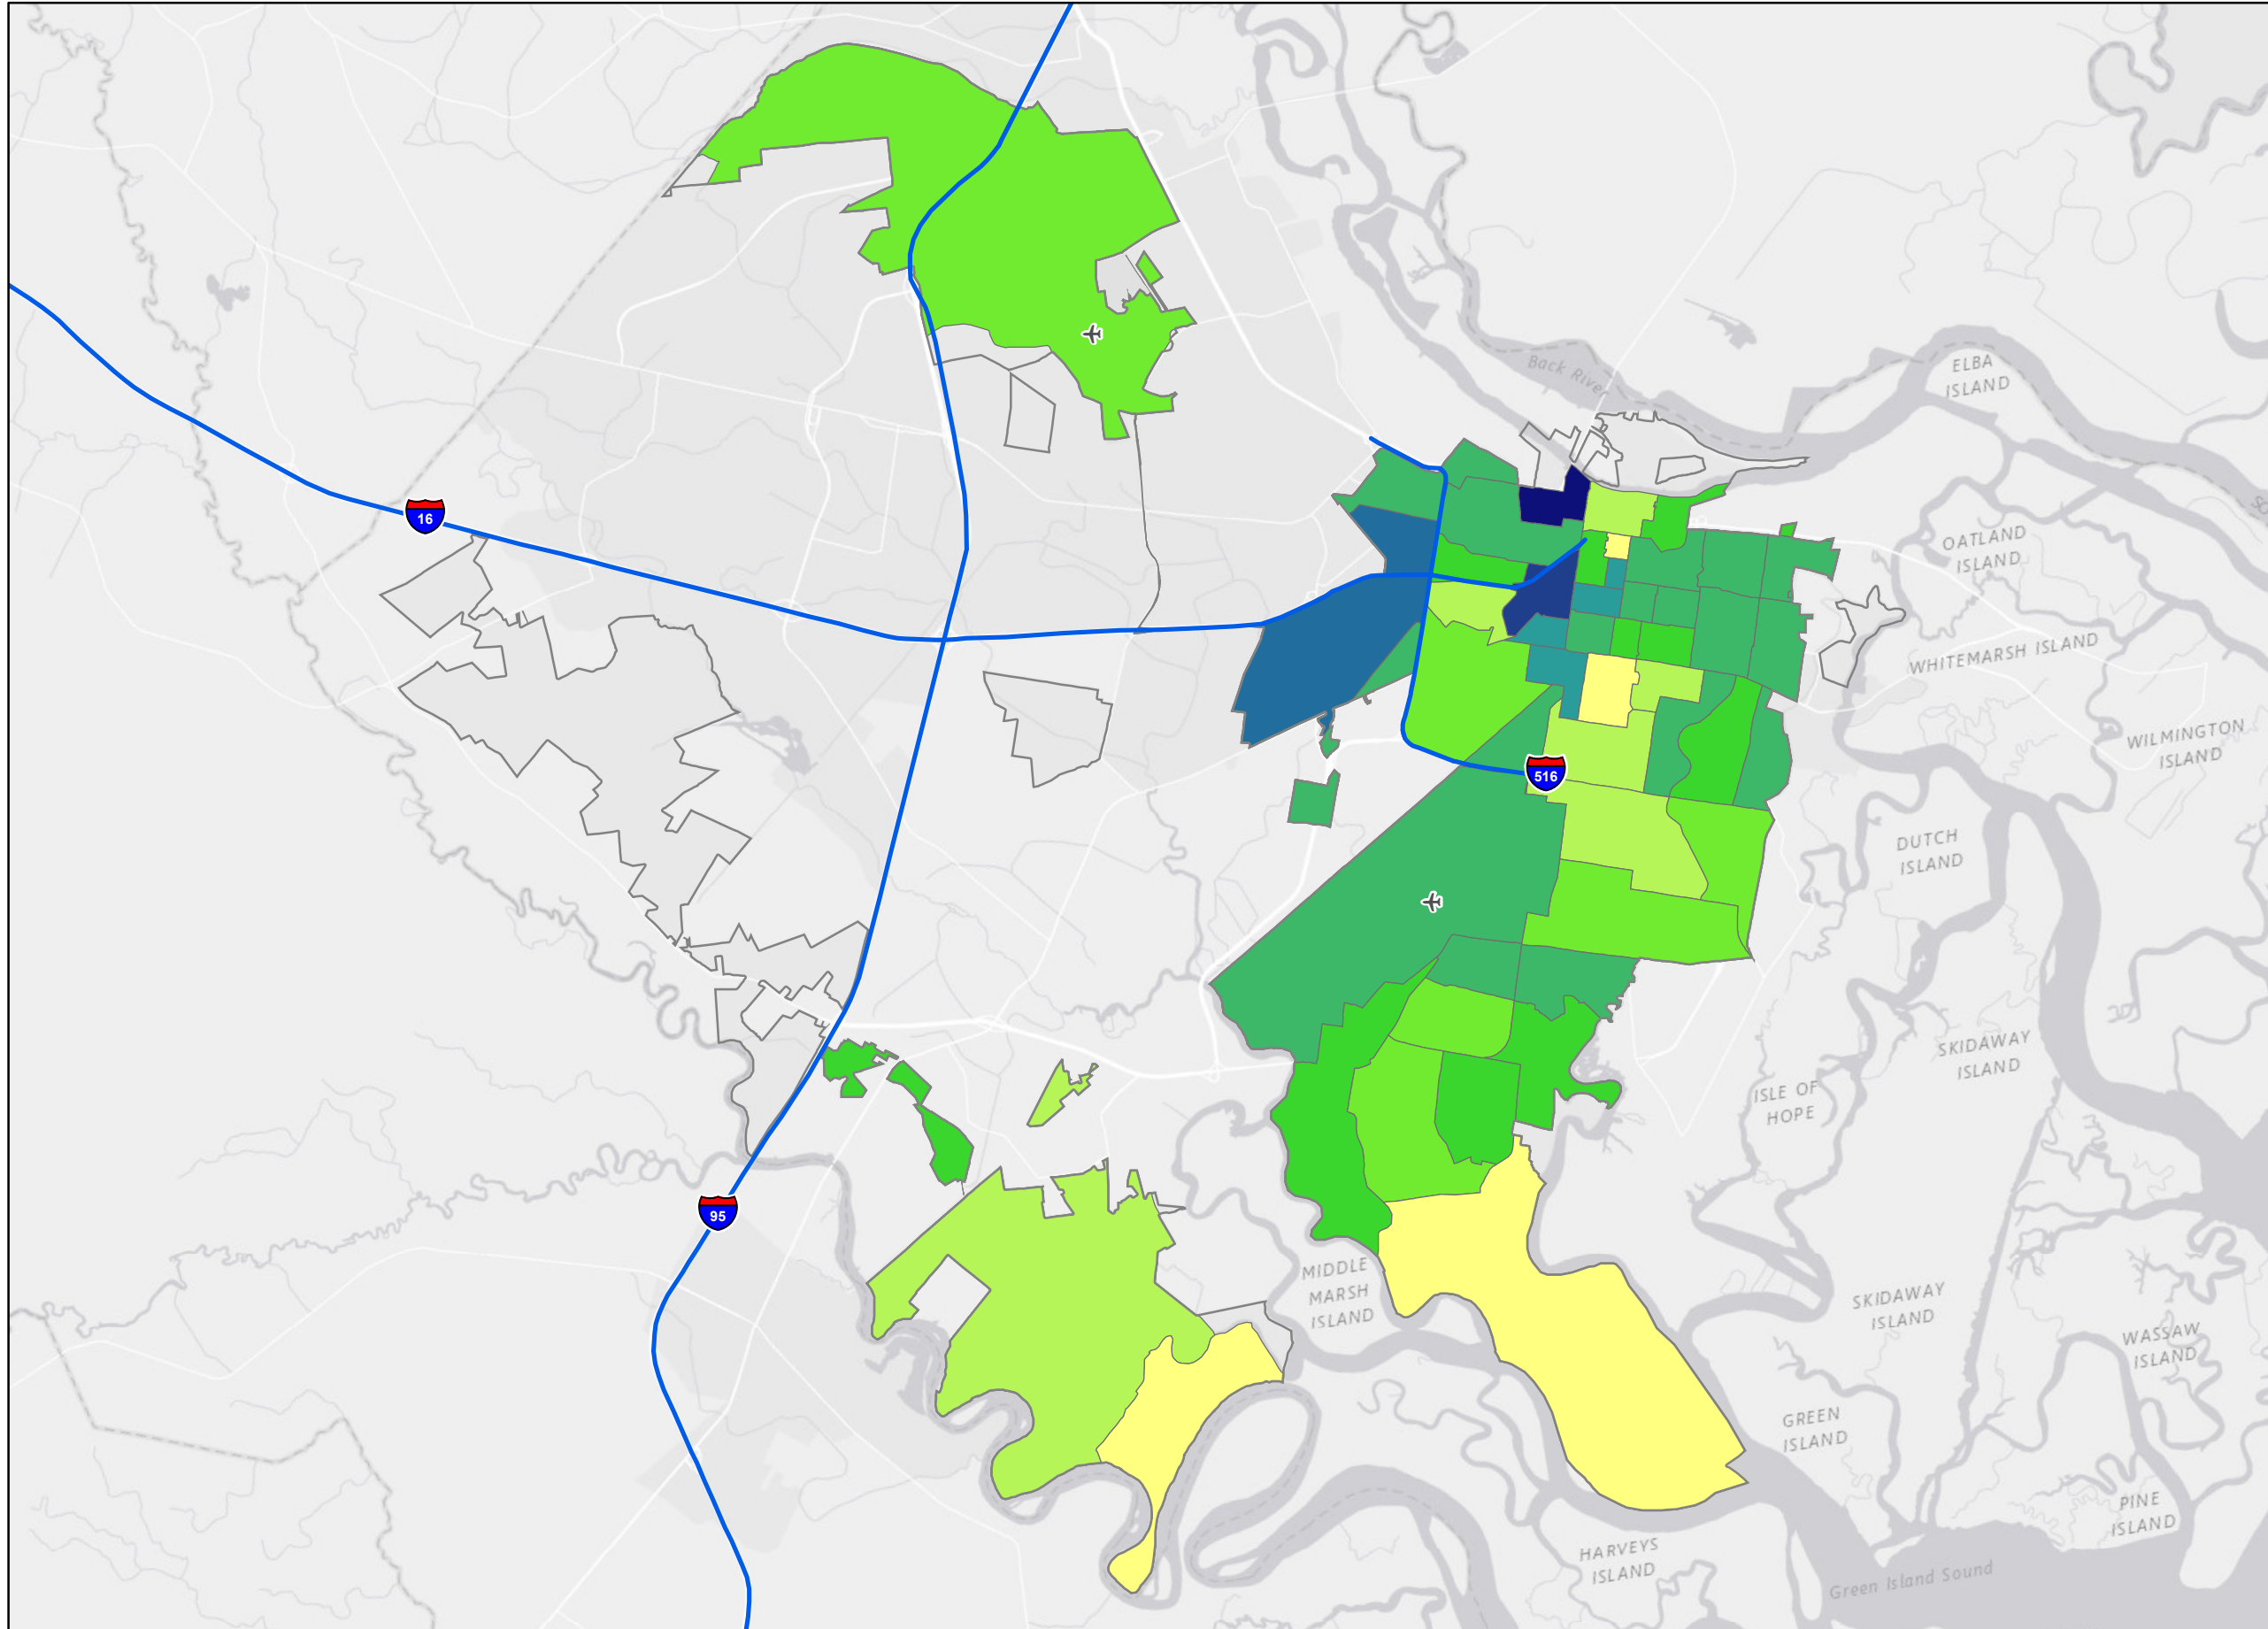 Back River
ELBA
ISLAND
16
OATLAND
ISLAND
WHITEMARSH ISLAND
WILMINGTON
ISLAND
516
DUTCH
ISLAND
SKIDAWAY
ISLAND
ISLE OF
HOPE
95
MIDDLE
MARSH
ISLAND
SKIDAWAY
ISLAND
WASSAW
ISLAND
GREEN
ISLAND
PINE
ISLAND
HARVEYS
ISLAND
Green Island Sound